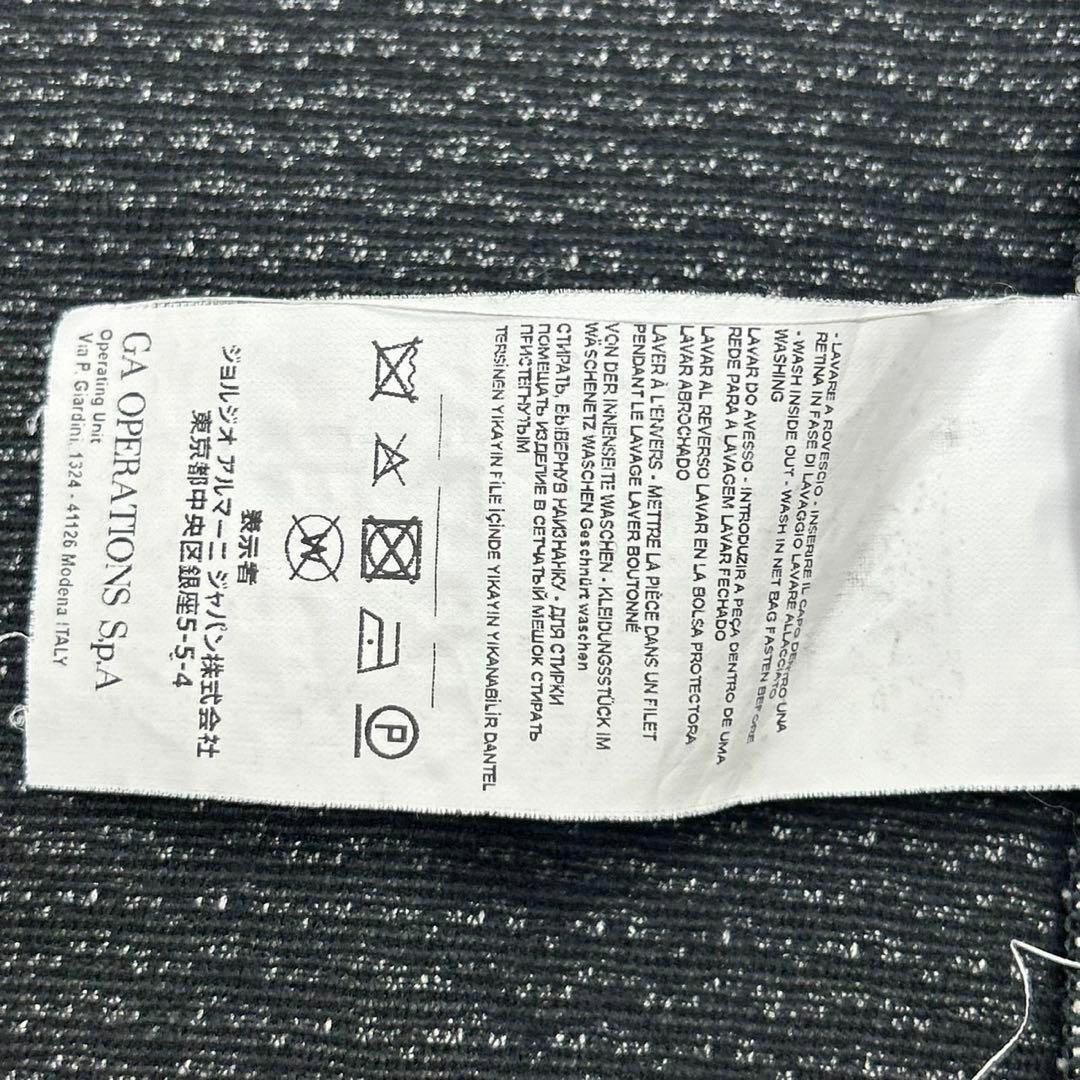 - LAVARE A ROVESCIO - INSERIRE IL CAPO DENTRO UNA
RETINA IN FASE DI LAVAGGIO LAVARE ALLACCIATO
- WASH INSIDE OUT - WASH IN NET BAG FASTEN BEFORE
WASHING
LAVAR DO AVESSO - INTRODUZIR A PEÇA DENTRO DE UMA
REDE PARA A LAVAGEM LAVAR FECHADO
LAVAR AL REVERSO LAVAR EN LA BOLSA PROTECTORA
LAVAR ABROCHADO
LAVER À L'ENVERS - METTRE LA PIÈCE DANS UN FILET
PENDANT LE LAVAGE LAVER BOUTONNÉ
VON DER INNENSEITE WASCHEN - KLEIDUNGSSTÜCK IM
WÄSCHENETZ WASCHEN Geschnürt waschen
СТИРАТЬ, ВЫВЕРНУВ НАИЗНАНКУ - ДЛЯ СТИРКИ
ПОМЕЩАТЬ ИЗДЕЛИЕ В СЕТЧАТЫЙ МЕШОК СТИРАТЬ
ПРИСТЕГНУТЫМ
TERSİNEN YIKAYIN FİLE İÇİNDE YIKAYIN YIKANABİLİR DANTEL
P
表示者
ジョルジオ アルマーニ ジャパン株式会社
東京都中央区銀座5-5-4
GA OPERATIONS S.p.A
Operating Unit
Via P. Giardini, 1324 - 41126 Modena ITALY